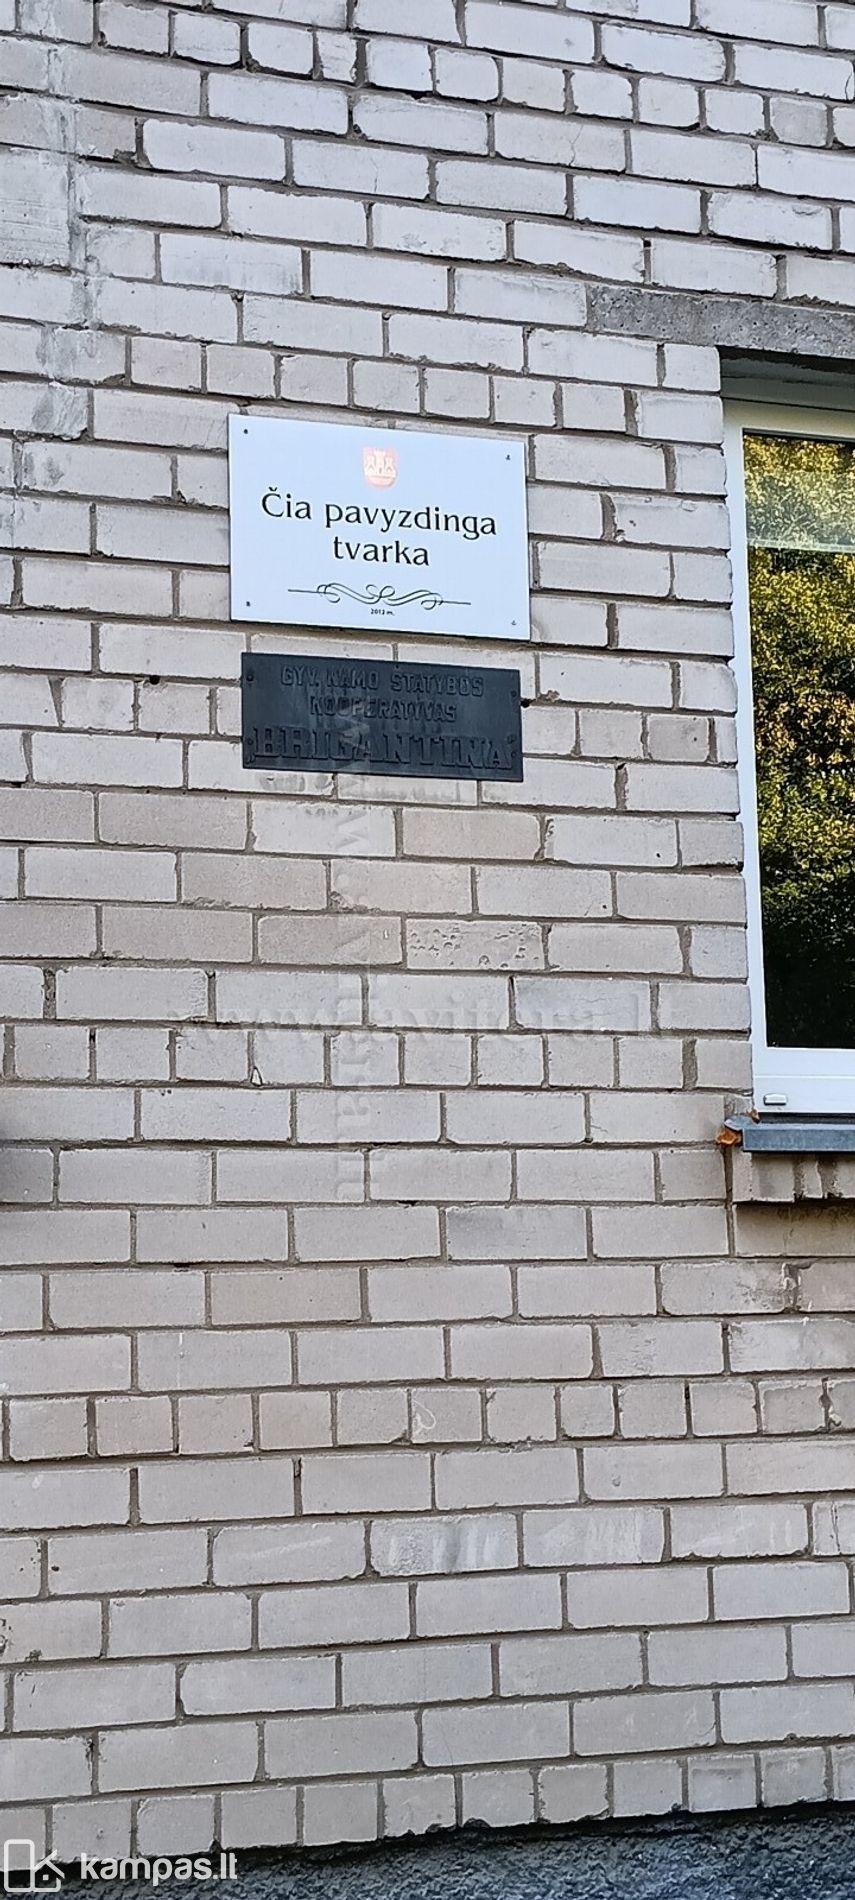 Čia pavyzdinga
tvarka
2012 m.
GYV. NAMO STATYBOS
KOOPERATYVAS
BRIGANTINA
kampas.lt